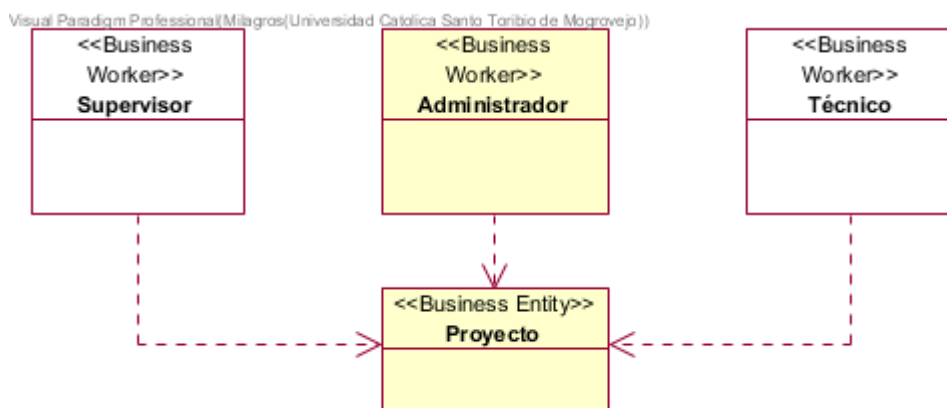 Visual Paradigm Professional(Milagros(Universidad Catolica Santo Toribio de Mogrovejo))
<<Business
Worker>>
Supervisor
<<Business
Worker>>
Administrador
<<Business
Worker>>
Técnico
<<Business Entity>>
Proyecto